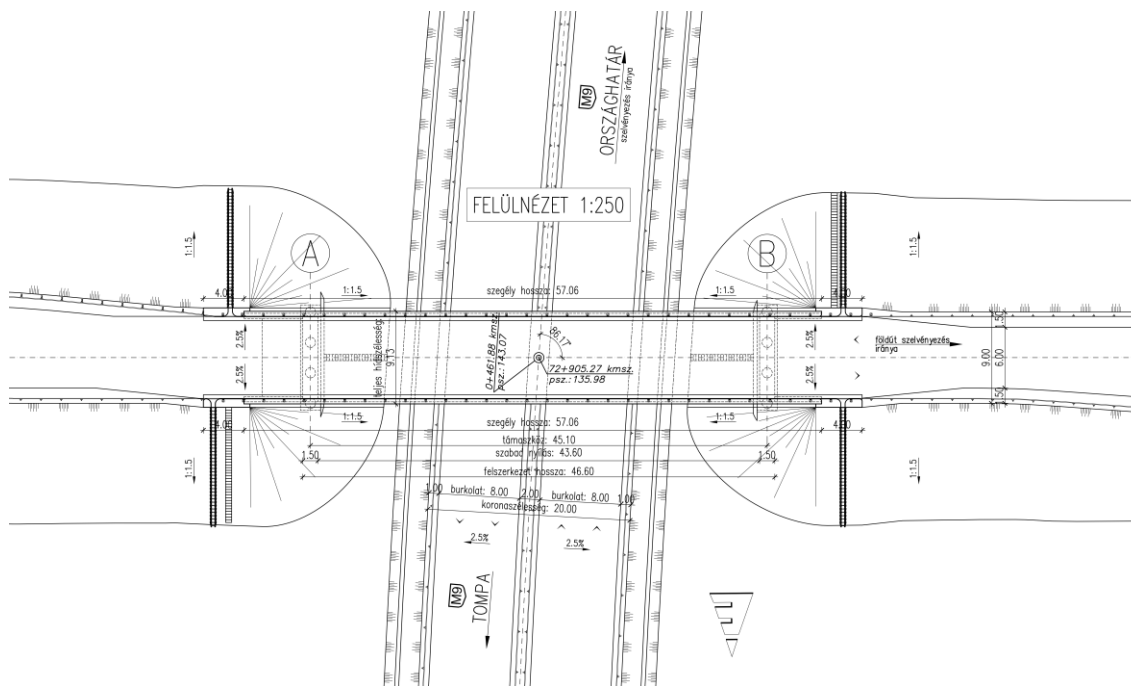 M9
ORSZÁGHATÁR
szelvényezés iránya
FELÜLNÉZET 1:250
A
B
1:1.5
1:1.5
4.00
1:1.5
szegély hossza: 57.06
1:1.5
4.00
2.5%
2.5%
teljes hídszélesség:
9.13
0+461.88 kmsz.
psz.:143.07
86.17
72+905.27 kmsz.
psz.:135.98
2.5%
2.5%
földút szelvényezés
iránya
1.50
9.00
6.00
1.50
4.00
1:1.5
szegély hossza: 57.06
1:1.5
4.00
támaszköz: 45.10
1.50
szabad nyílás: 43.60
1.50
felszerkezet hossza: 46.60
1:1.5
1:1.5
1.00
burkolat: 8.00
2.00
burkolat: 8.00
1.00
koronaszélesség: 20.00
2.5%
2.5%
M9
TOMPA